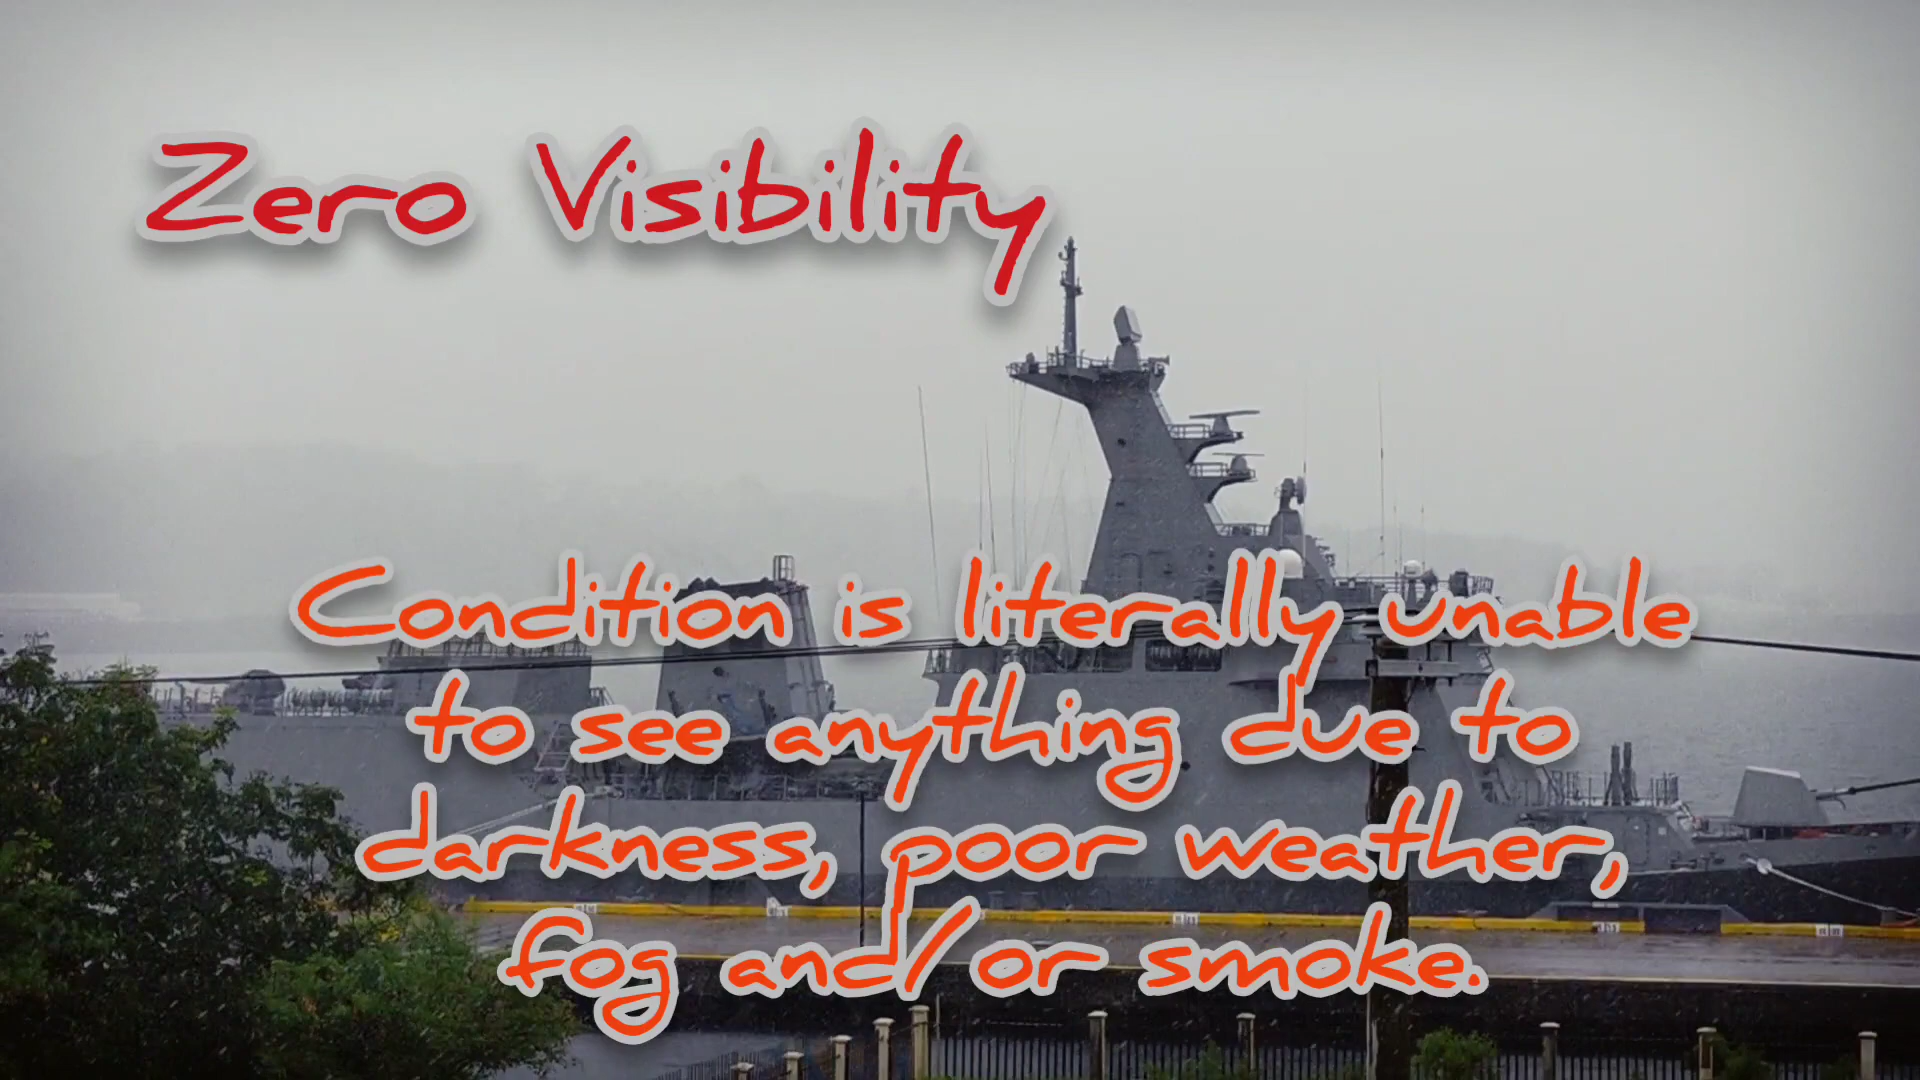 Zero Visibility
Condition is literally unable
to see anything due to
darkness, poor weather,
fog and/or smoke.